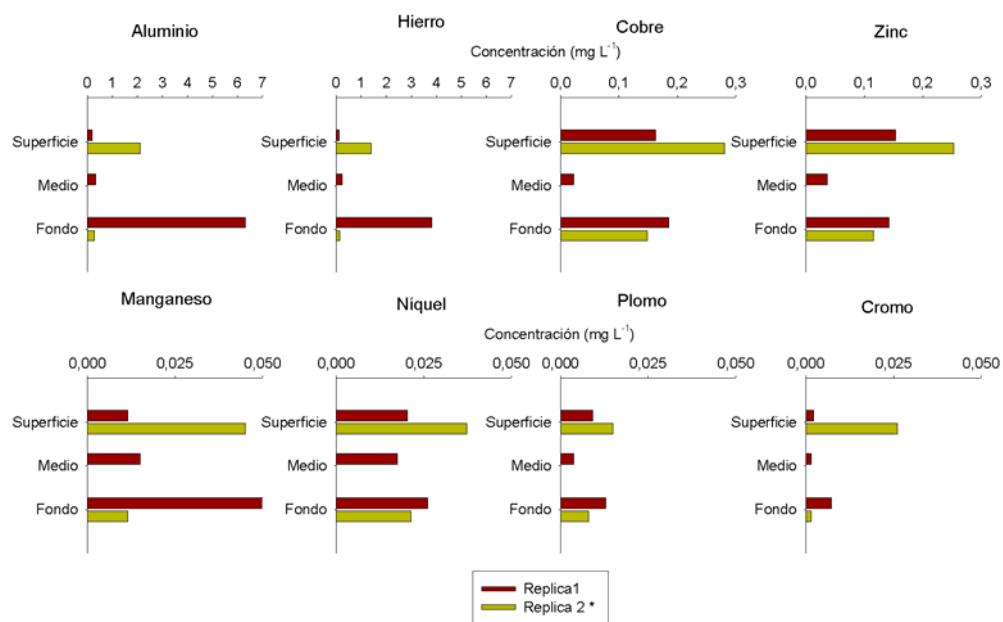 Aluminio
Hierro
Cobre
Zinc
Concentración (mg L⁻¹)
0 1 2 3 4 5 6 7
0 1 2 3 4 5 6 7
0,0 0,1 0,2 0,3
0,0 0,1 0,2 0,3
Superficie
Superficie
Superficie
Superficie
Medio
Medio
Medio
Medio
Fondo
Fondo
Fondo
Fondo
Manganeso
Níquel
Plomo
Cromo
Concentración (mg L⁻¹)
0,000 0,025 0,050
0,000 0,025 0,050
0,000 0,025 0,050
0,000 0,025 0,050
Superficie
Superficie
Superficie
Superficie
Medio
Medio
Medio
Medio
Fondo
Fondo
Fondo
Fondo
Replica1
Replica 2 *